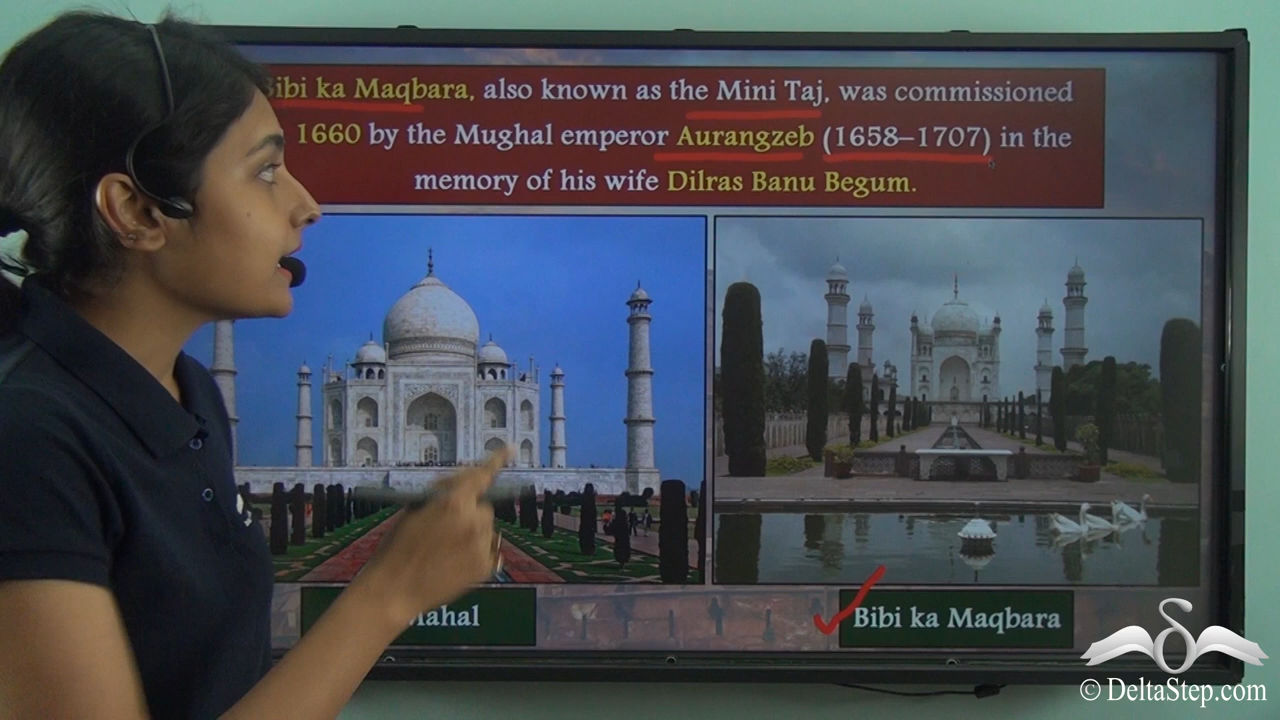 Bibi ka Maqbara, also known as the Mini Taj, was commissioned
1660 by the Mughal emperor Aurangzeb (1658–1707) in the
memory of his wife Dilras Banu Begum.
Mahal
Bibi ka Maqbara
© DeltaStep.com